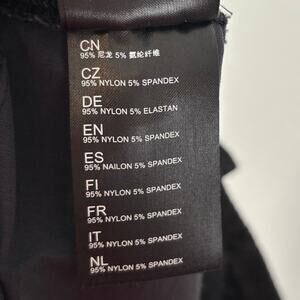 CN
95% 尼龙 5% 氨纶纤维
CZ
95% NYLON 5% SPANDEX
DE
95% NYLON 5% ELASTAN
EN
95% NYLON 5% SPANDEX
ES
95% NAILON 5% SPANDEX
FI
95% NYLON 5% SPANDEX
FR
95% NYLON 5% SPANDEX
IT
95% NYLON 5% SPANDEX
NL
95% NYLON 5% SPANDEX